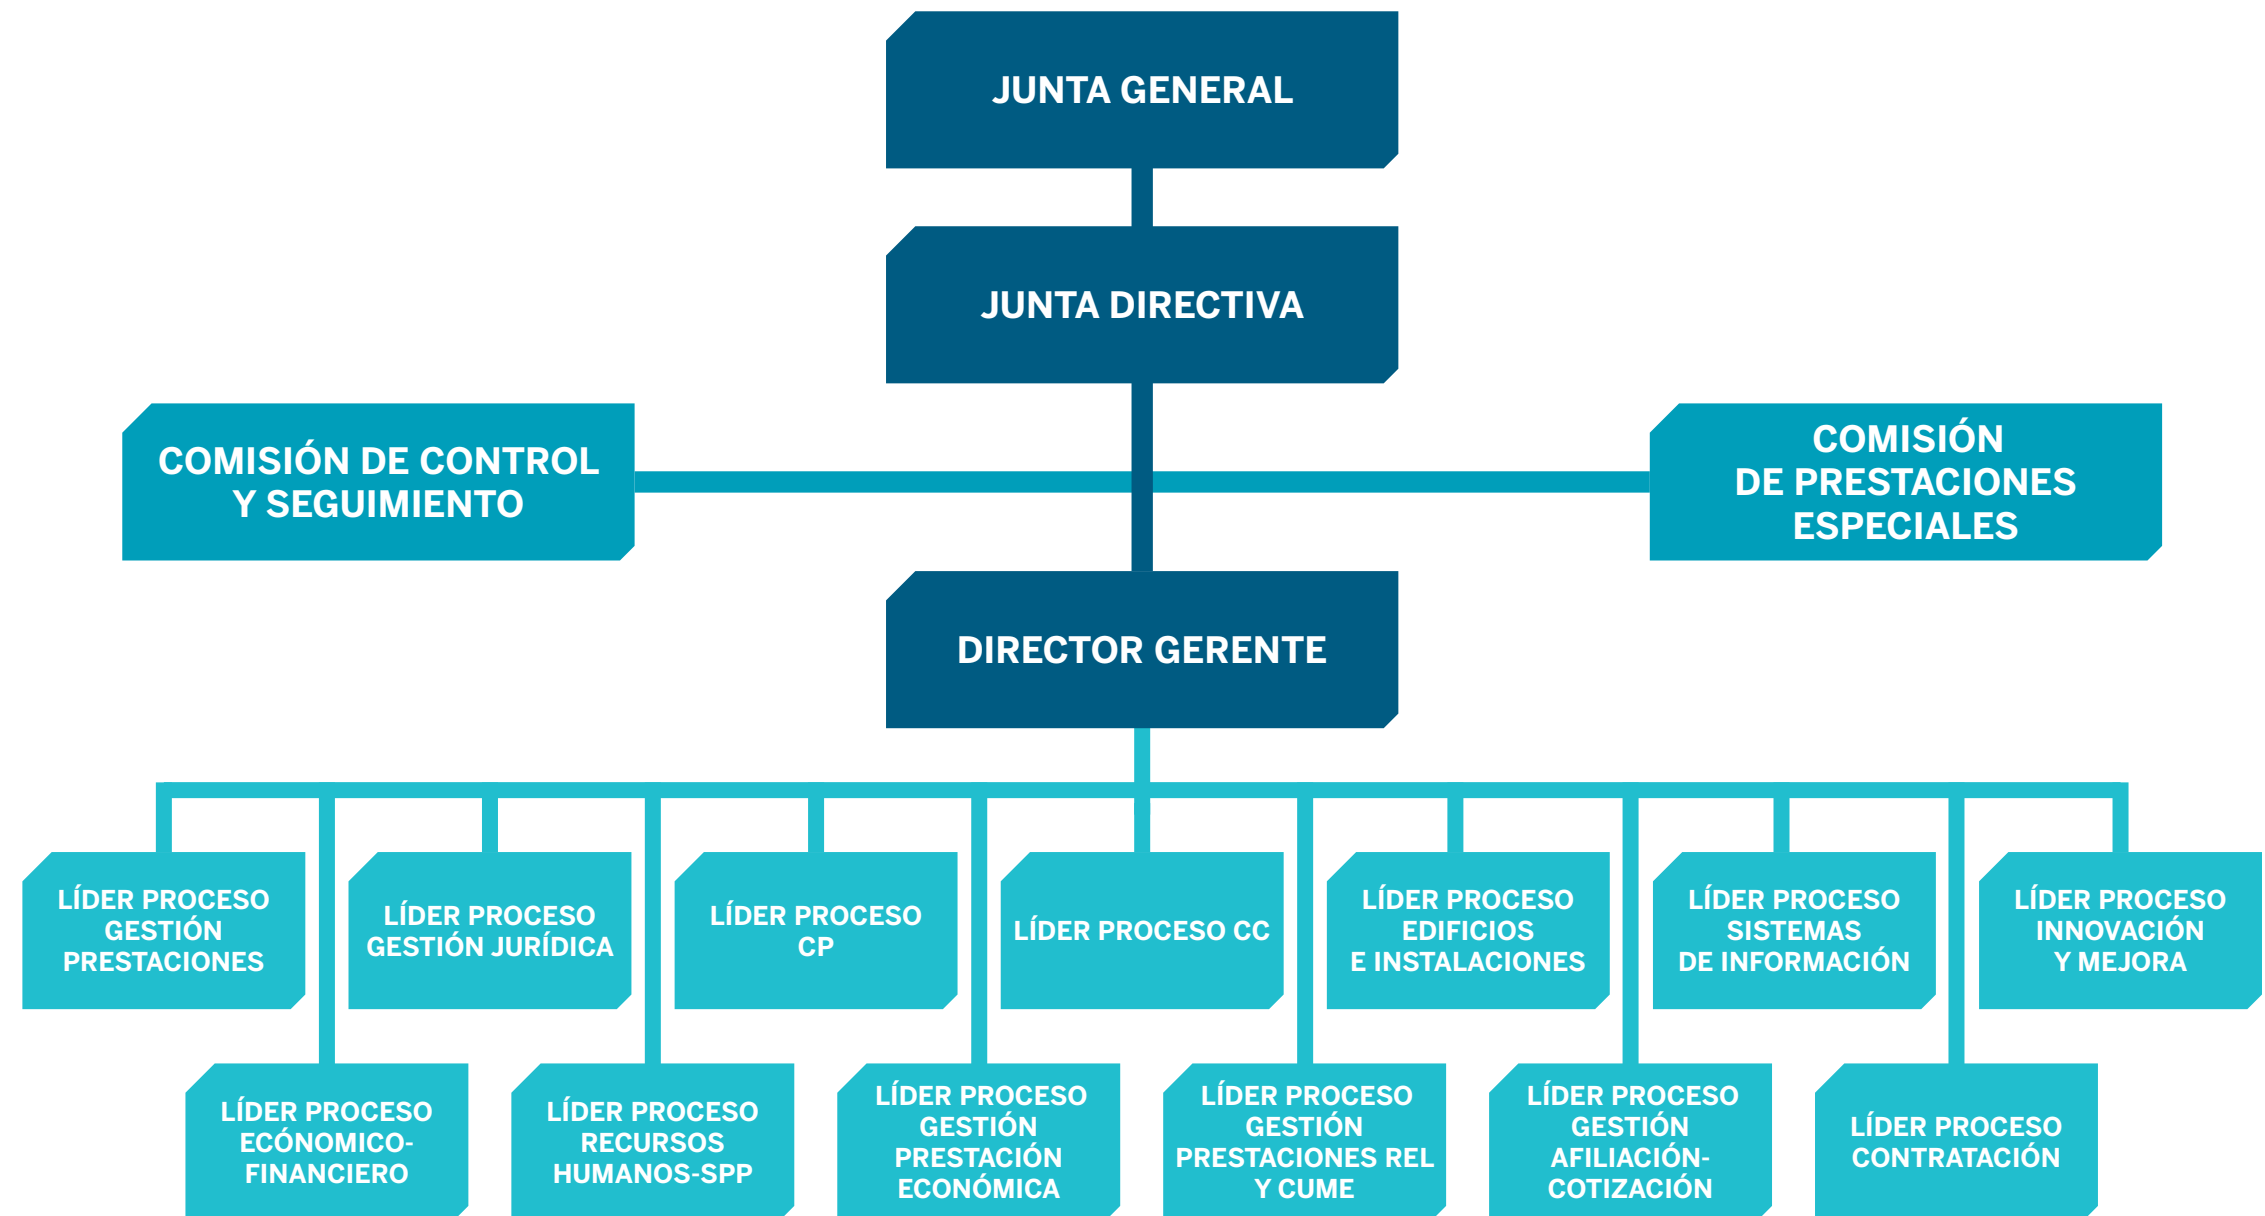 JUNTA GENERAL
JUNTA DIRECTIVA
COMISIÓN DE CONTROL
Y SEGUIMIENTO
COMISIÓN
DE PRESTACIONES
ESPECIALES
DIRECTOR GERENTE
LÍDER PROCESO
GESTIÓN
PRESTACIONES
LÍDER PROCESO
GESTIÓN JURÍDICA
LÍDER PROCESO
CP
LÍDER PROCESO CC
LÍDER PROCESO
EDIFICIOS
E INSTALACIONES
LÍDER PROCESO
SISTEMAS
DE INFORMACIÓN
LÍDER PROCESO
INNOVACIÓN
Y MEJORA
LÍDER PROCESO
ECÓNOMICO-
FINANCIERO
LÍDER PROCESO
RECURSOS
HUMANOS-SPP
LÍDER PROCESO
GESTIÓN
PRESTACIÓN
ECONÓMICA
LÍDER PROCESO
GESTIÓN
PRESTACIONES REL
Y CUME
LÍDER PROCESO
GESTIÓN
AFILIACIÓN-
COTIZACIÓN
LÍDER PROCESO
CONTRATACIÓN